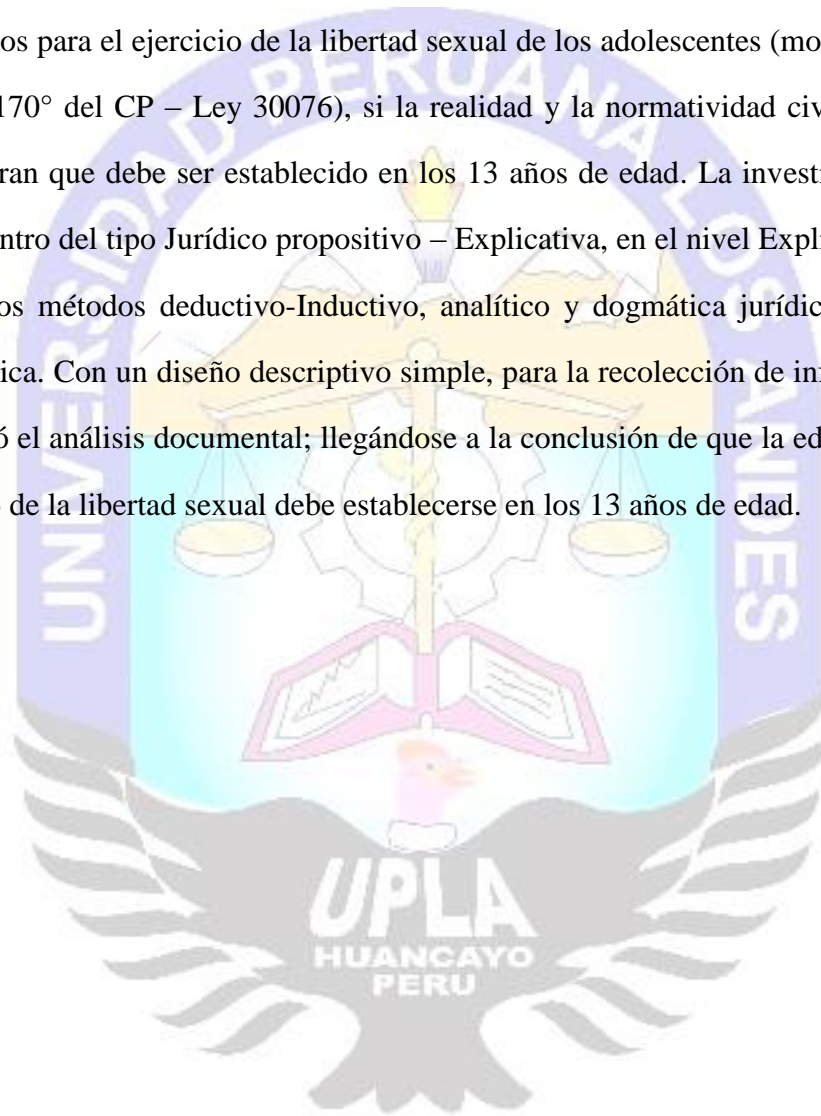 os para el ejercicio de la libertad sexual de los adolescentes (mo
170° del CP – Ley 30076), si la realidad y la normatividad civ
ran que debe ser establecido en los 13 años de edad. La investi
ntro del tipo Jurídico propositivo – Explicativa, en el nivel Expli
os métodos deductivo-Inductivo, analítico y dogmática jurídic
ica. Con un diseño descriptivo simple, para la recolección de in
ó el análisis documental; llegándose a la conclusión de que la ed
de la libertad sexual debe establecerse en los 13 años de edad.
UNIVERSIDAD PERUANA LOS ANDES
UPLA
HUANCAYO
PERU